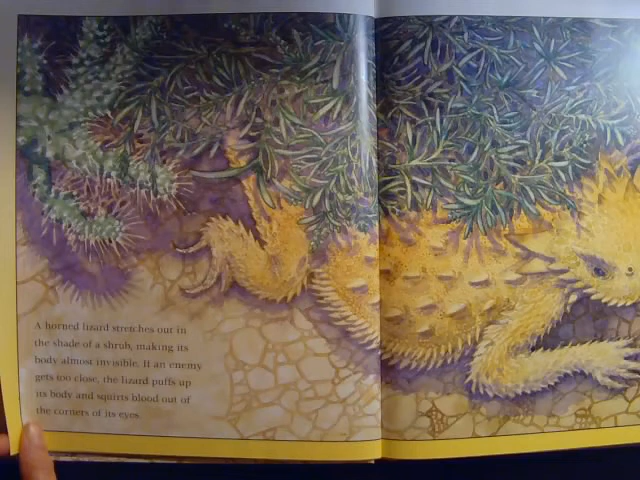 A horned lizard stretches out in
the shade of a shrub, making its
body almost invisible. If an enemy
gets too close, the lizard puffs up
its body and squirts blood out of
the corners of its eyes.